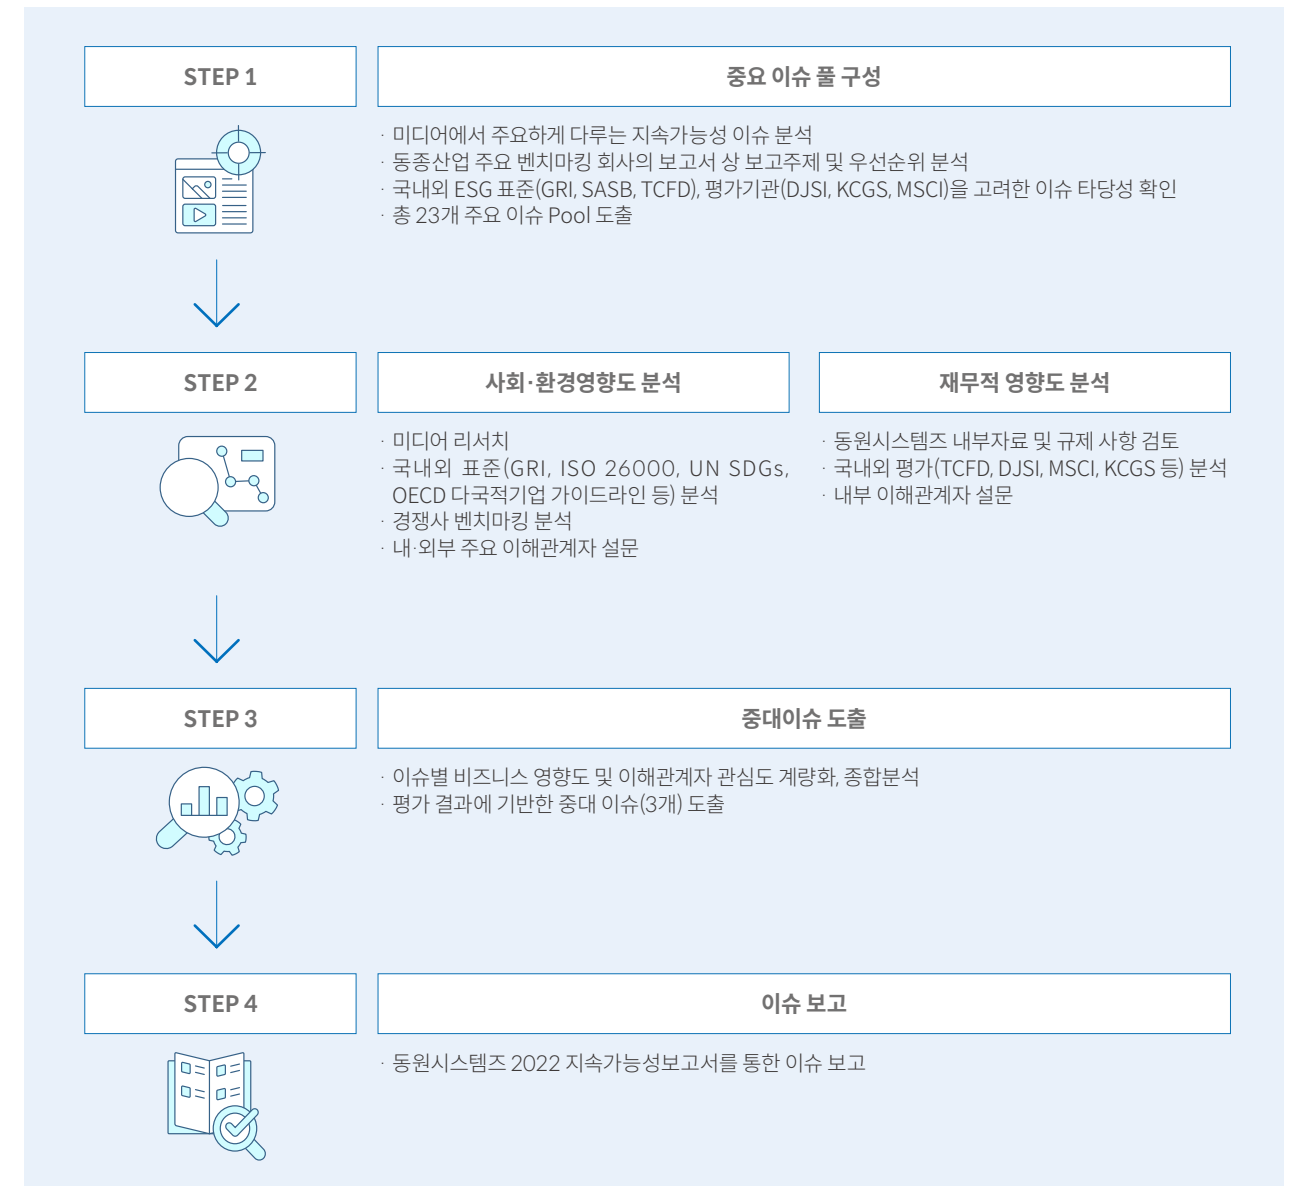 STEP 1
중요 이슈 풀 구성
· 미디어에서 주요하게 다루는 지속가능성 이슈 분석
· 동종산업 주요 벤치마킹 회사의 보고서 상 보고주제 및 우선순위 분석
· 국내외 ESG 표준(GRI, SASB, TCFD), 평가기관(DJSI, KCGS, MSCI)을 고려한 이슈 타당성 확인
· 총 23개 주요 이슈 Pool 도출
STEP 2
사회·환경영향도 분석
· 미디어 리서치
· 국내외 표준(GRI, ISO 26000, UN SDGs,
OECD 다국적기업 가이드라인 등) 분석
· 경쟁사 벤치마킹 분석
· 내·외부 주요 이해관계자 설문
재무적 영향도 분석
· 동원시스템즈 내부자료 및 규제 사항 검토
· 국내외 평가(TCFD, DJSI, MSCI, KCGS 등) 분석
· 내부 이해관계자 설문
STEP 3
중대이슈 도출
· 이슈별 비즈니스 영향도 및 이해관계자 관심도 계량화, 종합분석
· 평가 결과에 기반한 중대 이슈(3개) 도출
STEP 4
이슈 보고
· 동원시스템즈 2022 지속가능성보고서를 통한 이슈 보고